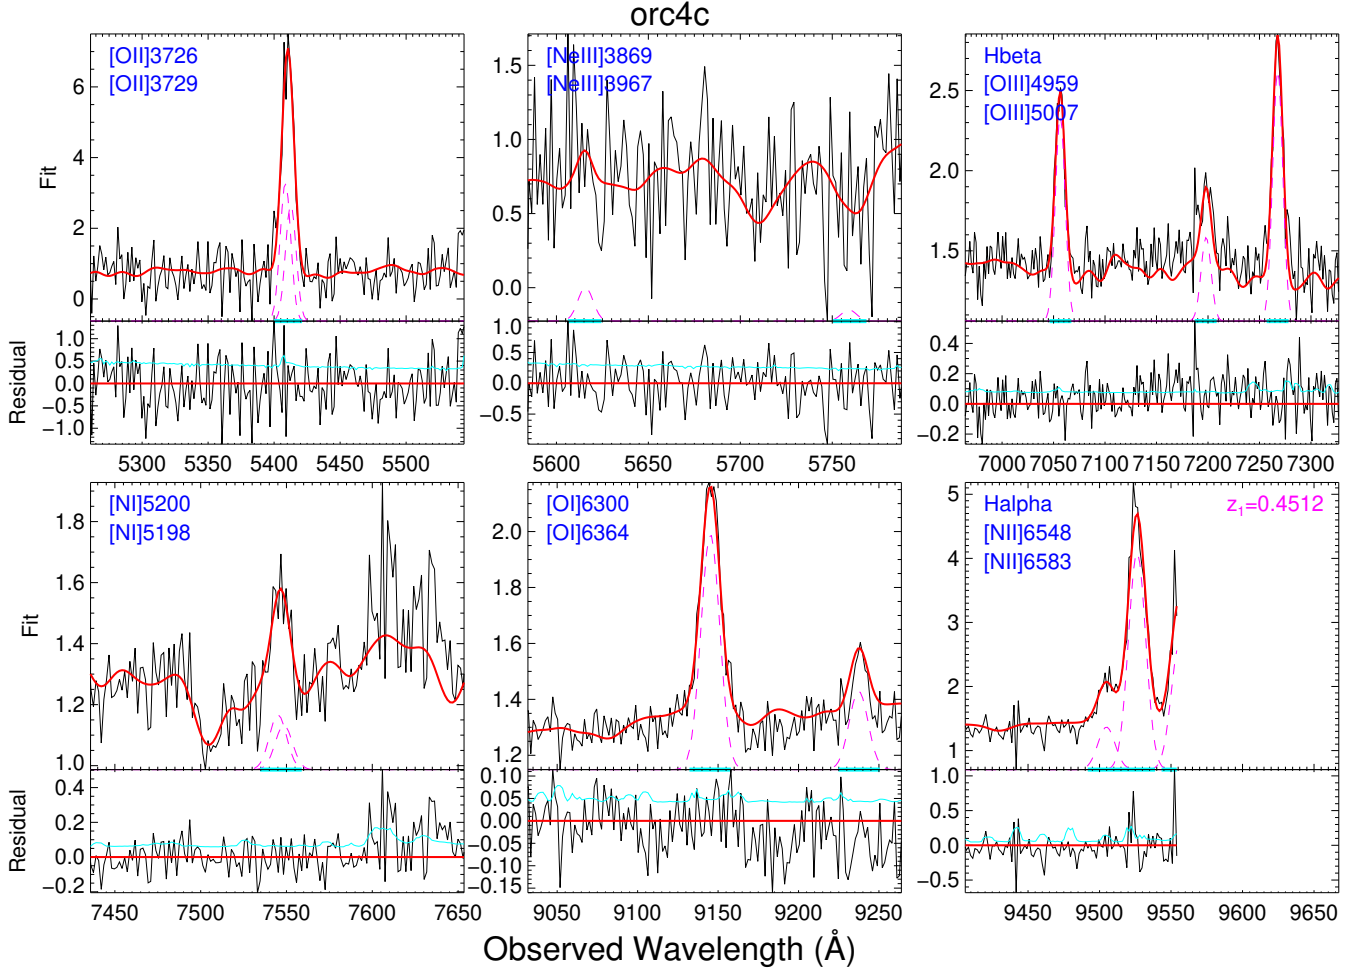 orc4c
[OII]3726
[OII]3729
[NeIII]3869
[NeIII]3967
Hbeta
[OIII]4959
[OIII]5007
Fit
6
4
2
0
1.5
1.0
0.5
0.0
2.5
2.0
1.5
Residual
1.0
0.5
0.0
−0.5
−1.0
1.0
0.5
0.0
−0.5
0.4
0.2
0.0
−0.2
5300 5350 5400 5450 5500
5600 5650 5700 5750
7000 7050 7100 7150 7200 7250 7300
[NI]5200
[NI]5198
[OI]6300
[OI]6364
Halpha
[NII]6548
[NII]6583
z1=0.4512
Fit
1.8
1.6
1.4
1.2
1.0
2.0
1.8
1.6
1.4
1.2
5
4
3
2
1
Residual
0.4
0.2
0.0
−0.2
0.10
0.05
0.00
−0.05
−0.10
−0.15
1.0
0.5
0.0
−0.5
7450 7500 7550 7600 7650
9050 9100 9150 9200 9250
9450 9500 9550 9600 9650
Observed Wavelength (Å)